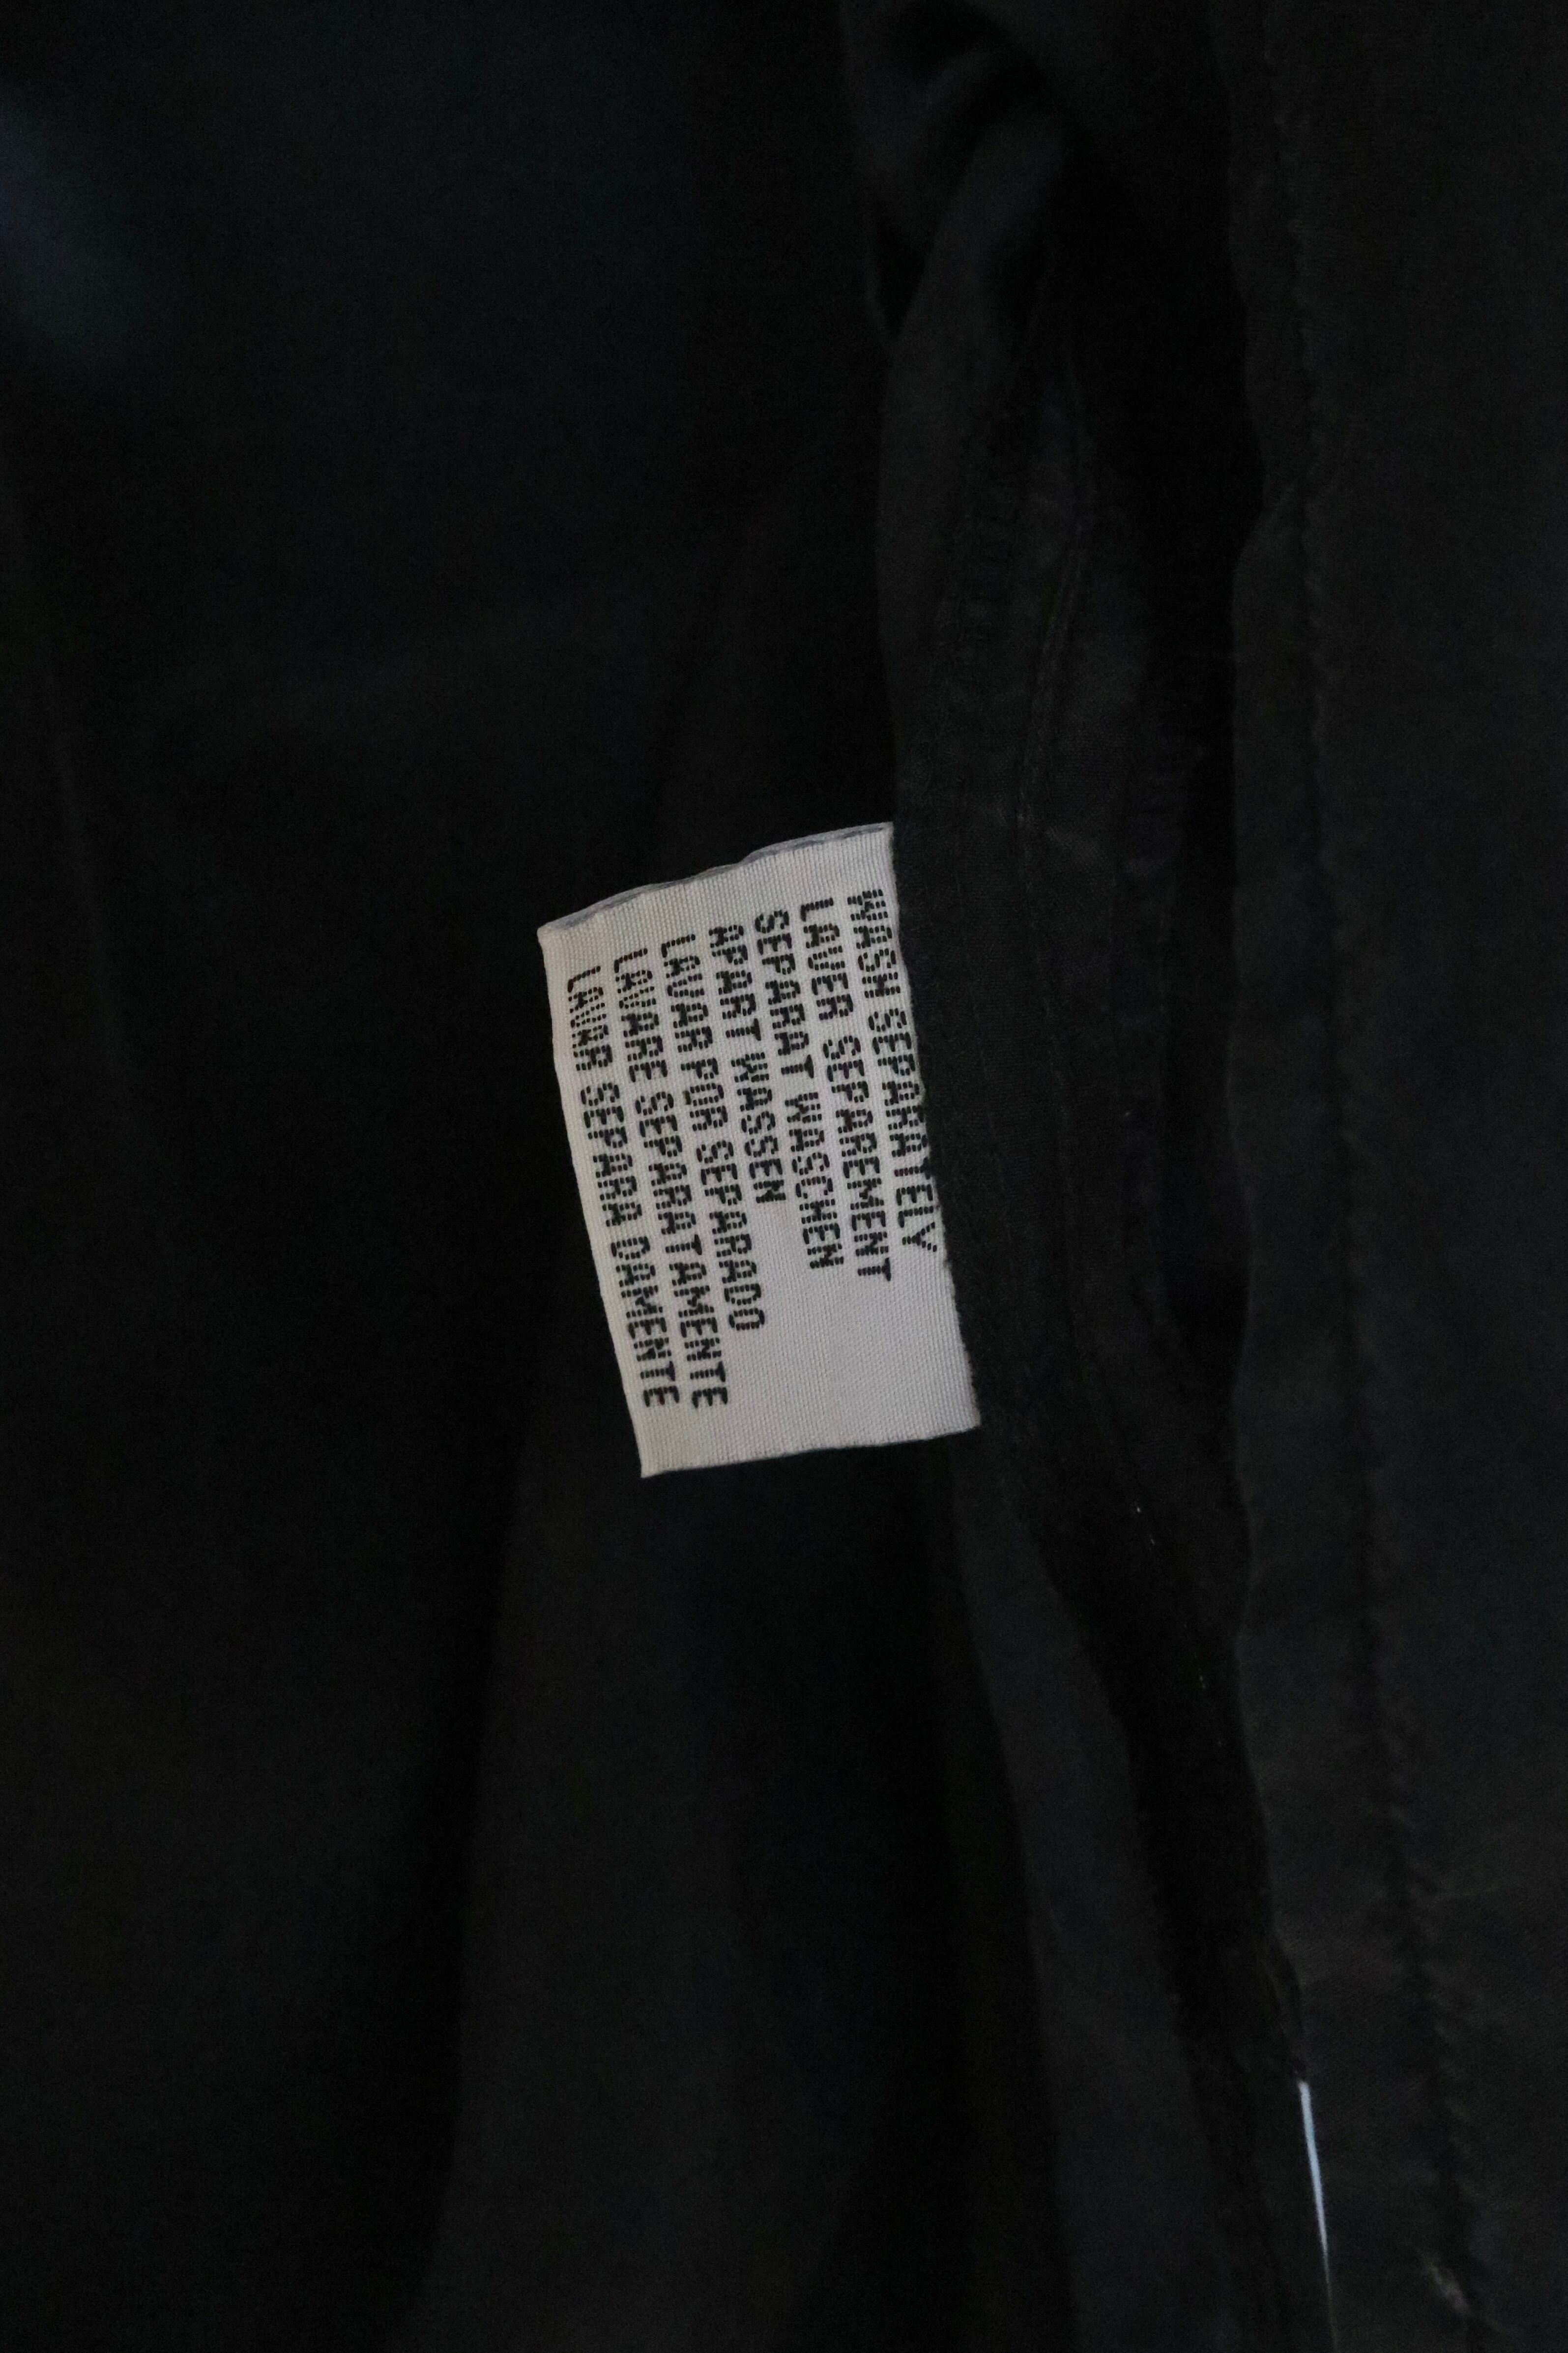 WASH SEPARATELY
LAVER SEPAREMENT
SEPARAT WASCHEN
APART WASSEN
LAVAR POR SEPARADO
LAVARE SEPARATAMENTE
LAVAR SEPARA DAMENTE